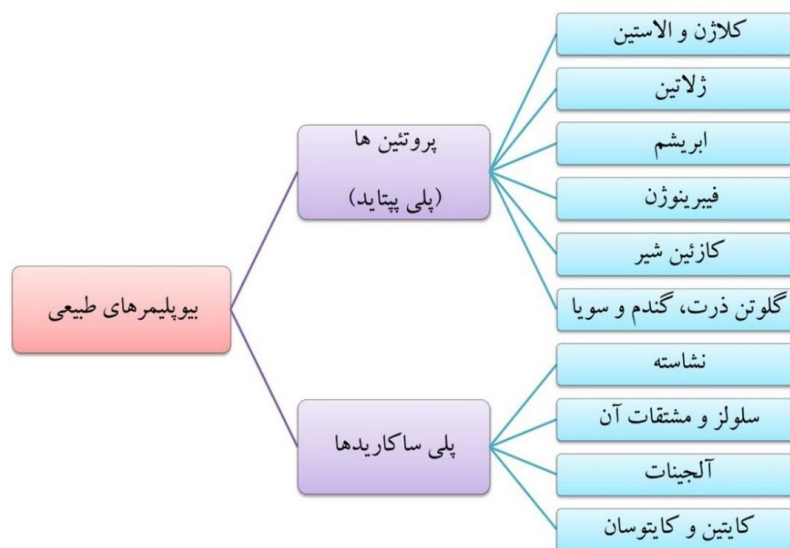 بیوپلیمرهای طبیعی
پروتئین ها
(پلی پپتاید)
کلاژن و الاستین
ژلاتین
ابریشم
فیبرینوژن
کازئین شیر
گلوتن ذرت، گندم و سویا
پلی ساکاریدها
نشاسته
سلولز و مشتقات آن
آلجینات
کایتین و کایتوسان